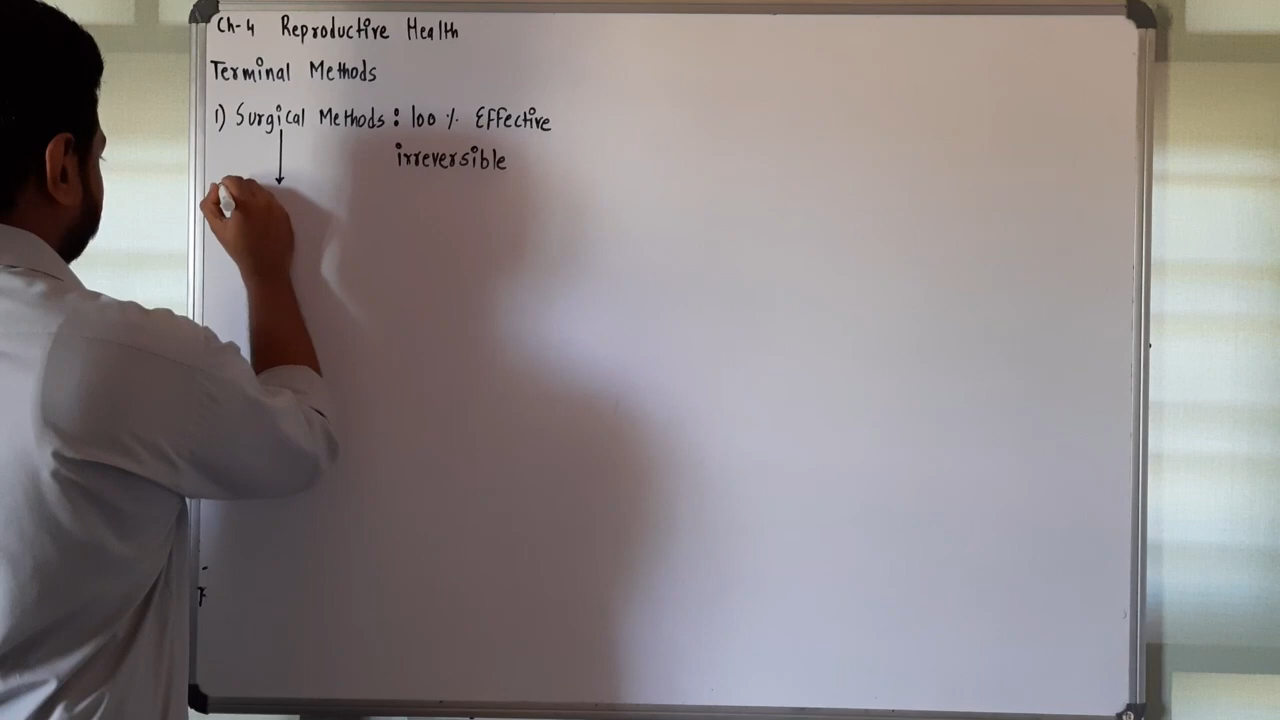 Ch-4 Reproductive Health
Terminal Methods
1) Surgical Methods : 100 % Effective
irreversible